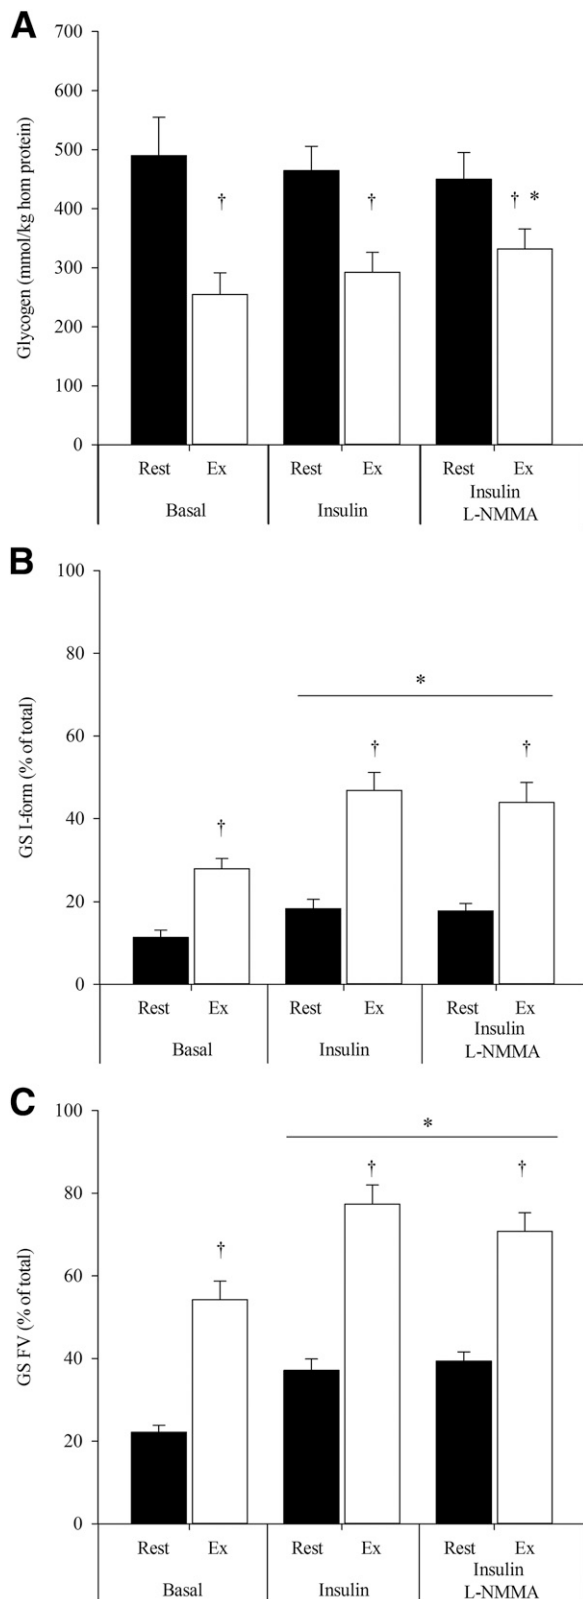 A
Glycogen (mmol/kg hom protein)
700
600
500
400
300
200
100
0
†
†
† *
Rest Ex Rest Ex Rest Ex
Basal Insulin Insulin
L-NMMA
B
GS I-form (% of total)
100
80
60
40
20
0
*
†
†
†
Rest Ex Rest Ex Rest Ex
Basal Insulin Insulin
L-NMMA
C
GS FV (% of total)
100
80
60
40
20
0
*
†
†
†
Rest Ex Rest Ex Rest Ex
Basal Insulin Insulin
L-NMMA